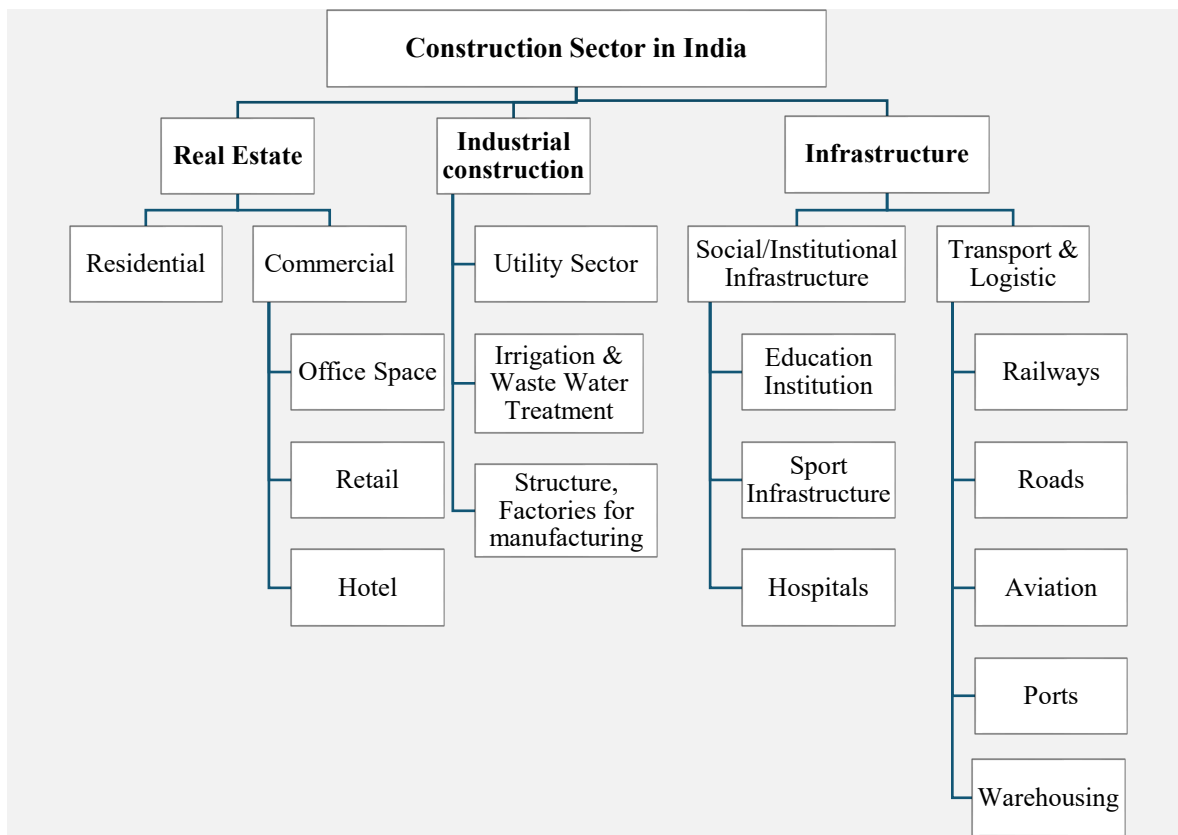 Construction Sector in India
Real Estate
Industrial
construction
Infrastructure
Residential
Commercial
Utility Sector
Social/Institutional
Infrastructure
Transport &
Logistic
Office Space
Irrigation &
Waste Water
Treatment
Education
Institution
Railways
Retail
Structure,
Factories for
manufacturing
Sport
Infrastructure
Roads
Hotel
Hospitals
Aviation
Ports
Warehousing